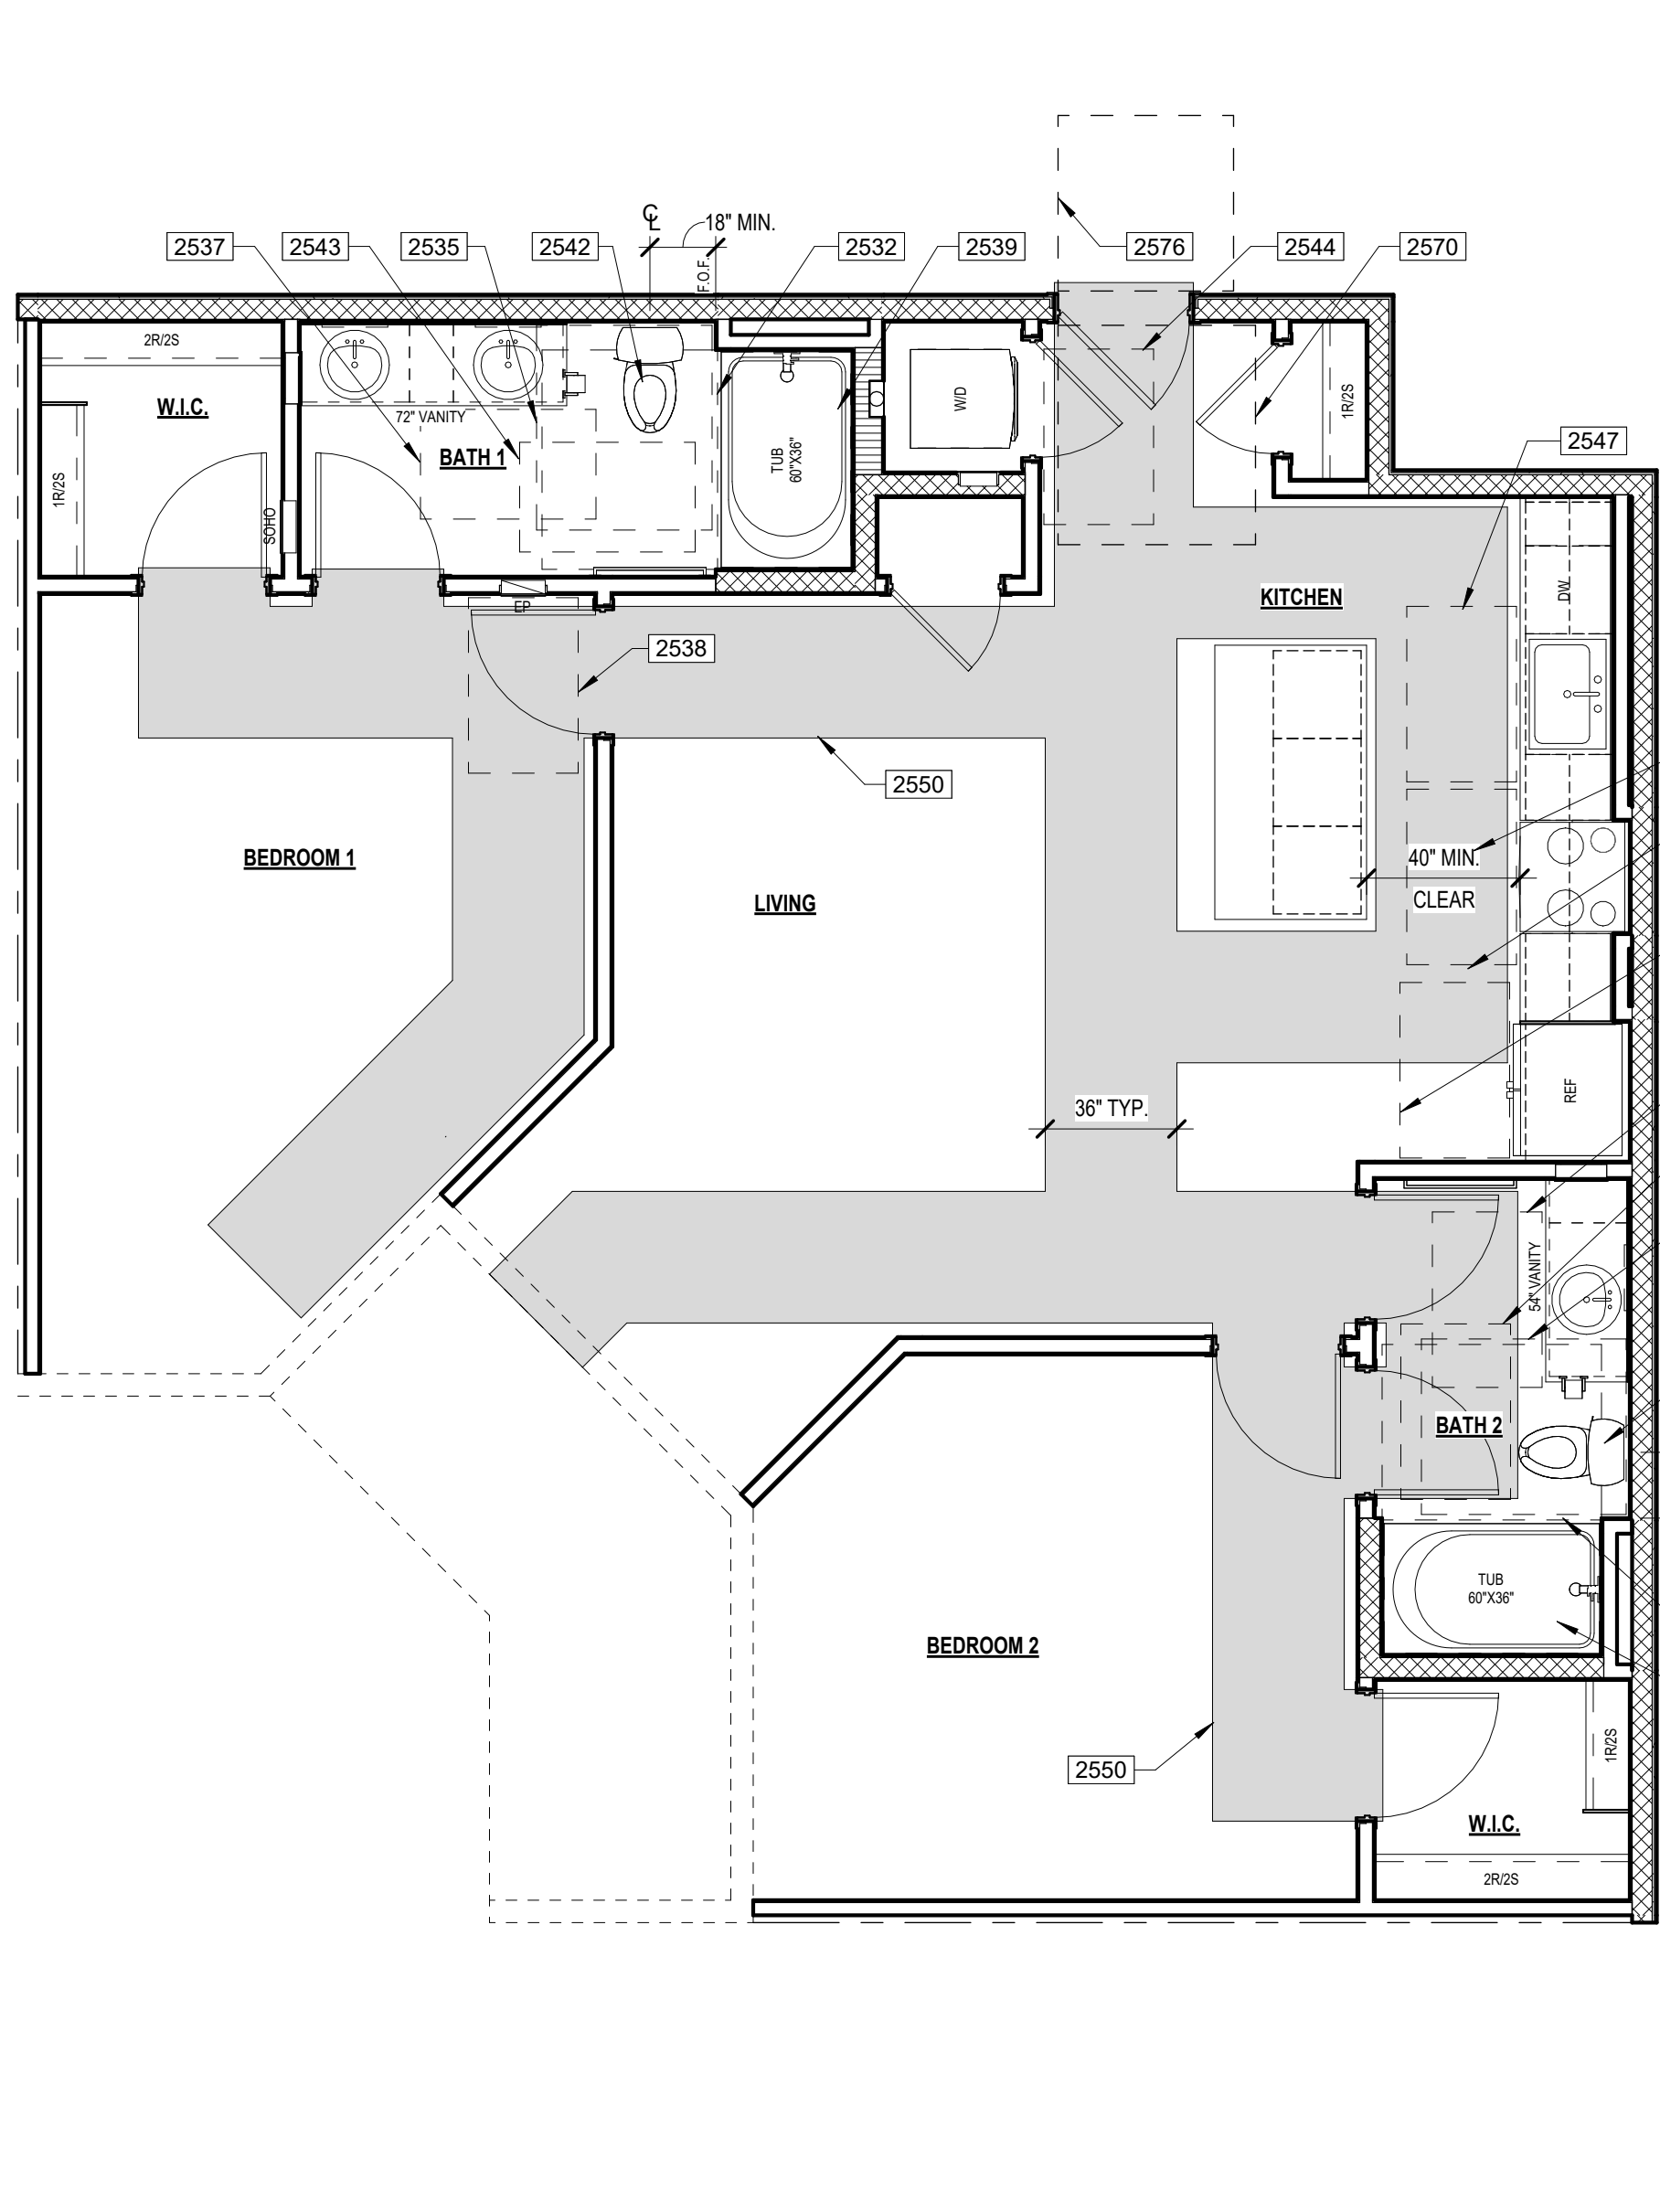 ℄
18" MIN.
F.O.F.
2537
2543
2535
2542
2532
2539
2576
2544
2570
2R/2S
W.I.C.
1R/2S
SOHO
72" VANITY
BATH 1
TUB
60"X36"
W/D
1R/2S
2547
EP
KITCHEN
DW
2538
2550
BEDROOM 1
LIVING
40" MIN.
CLEAR
REF
36" TYP.
54" VANITY
BATH 2
TUB
60"X36"
BEDROOM 2
2550
1R/2S
W.I.C.
2R/2S